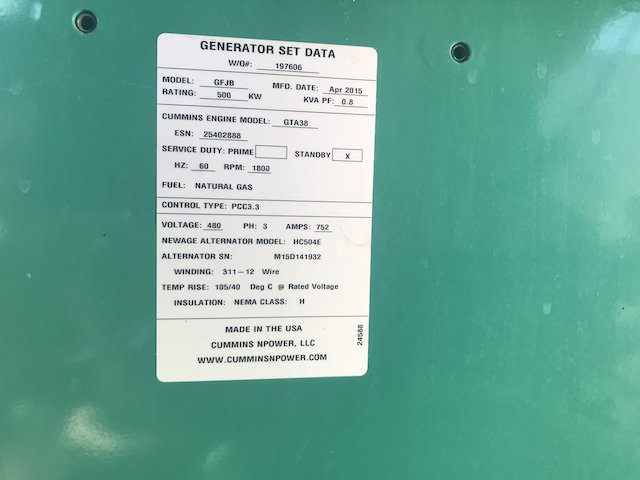 GENERATOR SET DATA
W/O#: 197606
MODEL: GFJB MFD. DATE: Apr 2015
RATING: 500 KW KVA PF: 0.8
CUMMINS ENGINE MODEL: GTA38
ESN: 25402888
SERVICE DUTY: PRIME STANDBY X
HZ: 60 RPM: 1800
FUEL: NATURAL GAS
CONTROL TYPE: PCC3.3
VOLTAGE: 480 PH: 3 AMPS: 752
NEWAGE ALTERNATOR MODEL: HC504E
ALTERNATOR SN: M15D141932
WINDING: 311-12 Wire
TEMP RISE: 105/40 Deg C @ Rated Voltage
INSULATION: NEMA CLASS: H
MADE IN THE USA
CUMMINS NPOWER, LLC
WWW.CUMMINSNPOWER.COM
24588